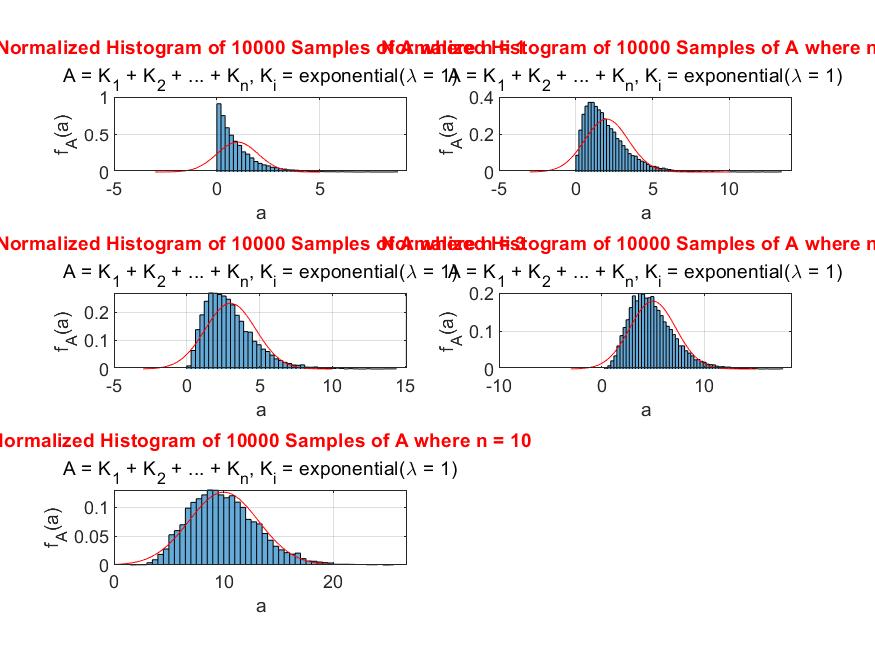 Normalized Histogram of 10000 Samples of A where n = 1
A = K1 + K2 + ... + Kn, Ki = exponential(λ = 1)
1
0.5
0
fA(a)
-5 0 5
a
Normalized Histogram of 10000 Samples of A where n
A = K1 + K2 + ... + Kn, Ki = exponential(λ = 1)
0.4
0.2
0
fA(a)
-5 0 5 10
a
Normalized Histogram of 10000 Samples of A where n = 3
A = K1 + K2 + ... + Kn, Ki = exponential(λ = 1)
0.2
0.1
0
fA(a)
-5 0 5 10 15
a
Normalized Histogram of 10000 Samples of A where n
A = K1 + K2 + ... + Kn, Ki = exponential(λ = 1)
0.2
0.1
0
fA(a)
-10 0 10
a
Normalized Histogram of 10000 Samples of A where n = 10
A = K1 + K2 + ... + Kn, Ki = exponential(λ = 1)
0.1
0.05
0
fA(a)
0 10 20
a